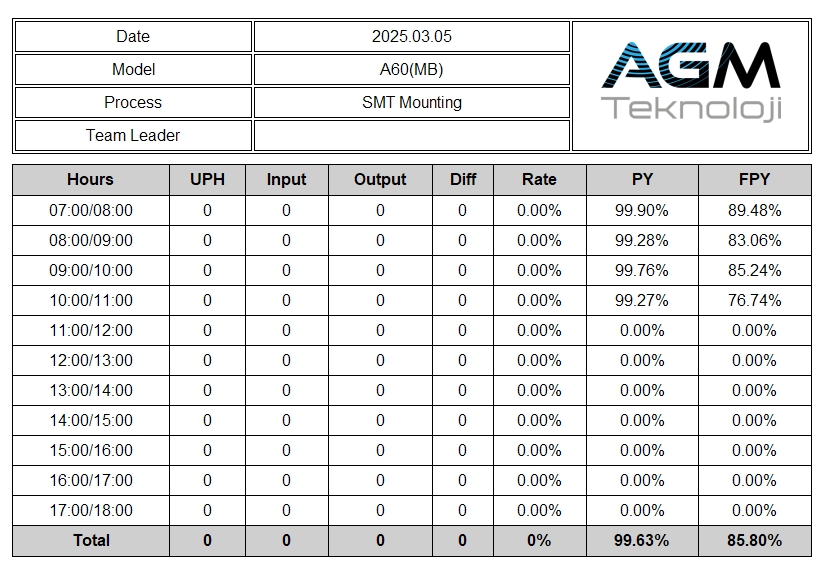 Date 2025.03.05
Model A60(MB)
Process SMT Mounting
Team Leader
AGM
Teknoloji
Hours UPH Input Output Diff Rate PY FPY
07:00/08:00 0 0 0 0 0.00% 99.90% 89.48%
08:00/09:00 0 0 0 0 0.00% 99.28% 83.06%
09:00/10:00 0 0 0 0 0.00% 99.76% 85.24%
10:00/11:00 0 0 0 0 0.00% 99.27% 76.74%
11:00/12:00 0 0 0 0 0.00% 0.00% 0.00%
12:00/13:00 0 0 0 0 0.00% 0.00% 0.00%
13:00/14:00 0 0 0 0 0.00% 0.00% 0.00%
14:00/15:00 0 0 0 0 0.00% 0.00% 0.00%
15:00/16:00 0 0 0 0 0.00% 0.00% 0.00%
16:00/17:00 0 0 0 0 0.00% 0.00% 0.00%
17:00/18:00 0 0 0 0 0.00% 0.00% 0.00%
Total 0 0 0 0 0% 99.63% 85.80%